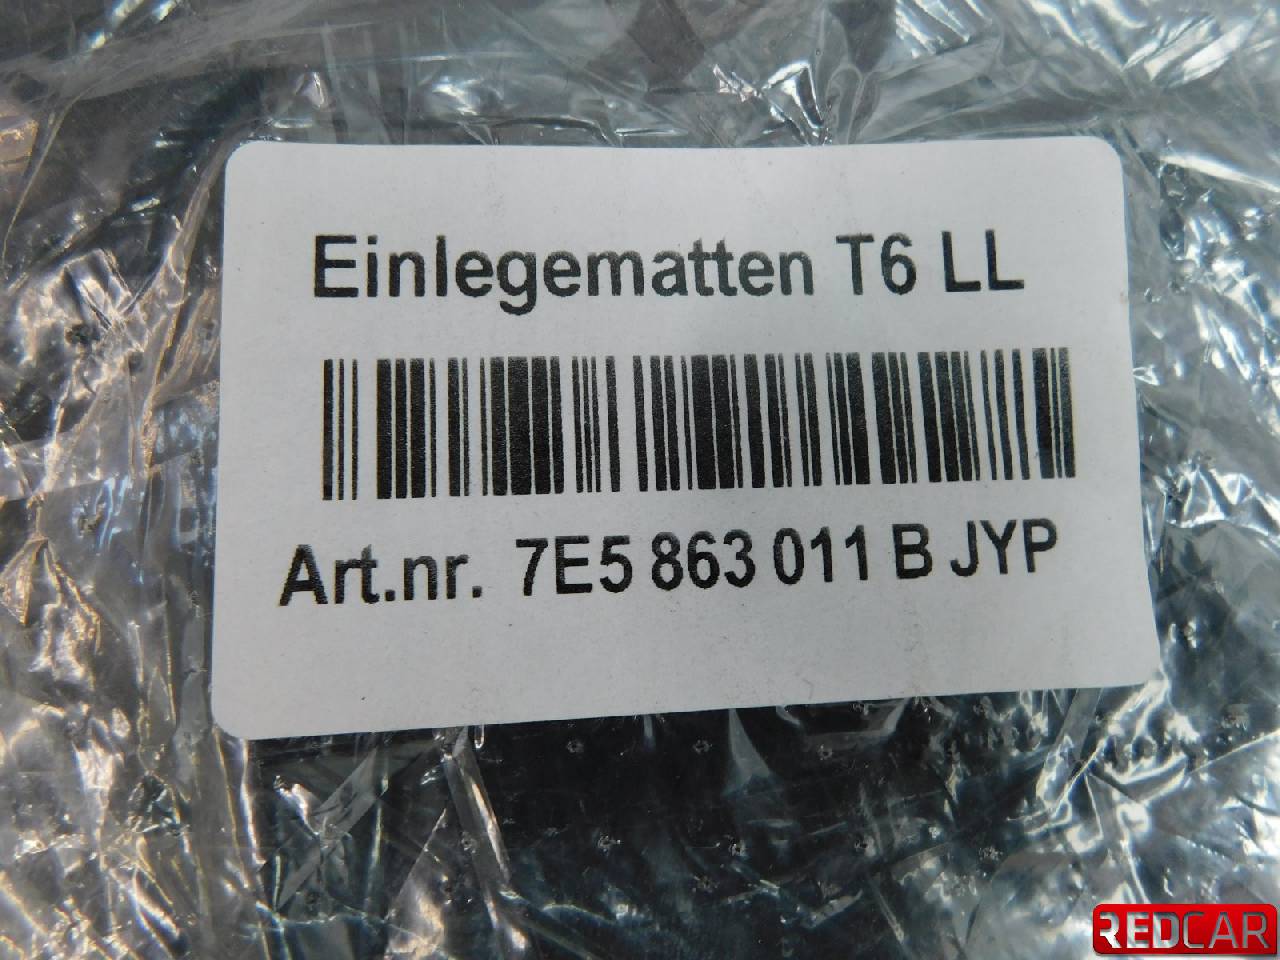 Einlegematten T6 LL
Art.nr. 7E5 863 011 B JYP
REDCAR